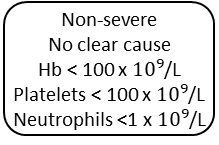 Non-severe
No clear cause
Hb < 100 x 10⁹/L
Platelets < 100 x 10⁹/L
Neutrophils <1 x 10⁹/L